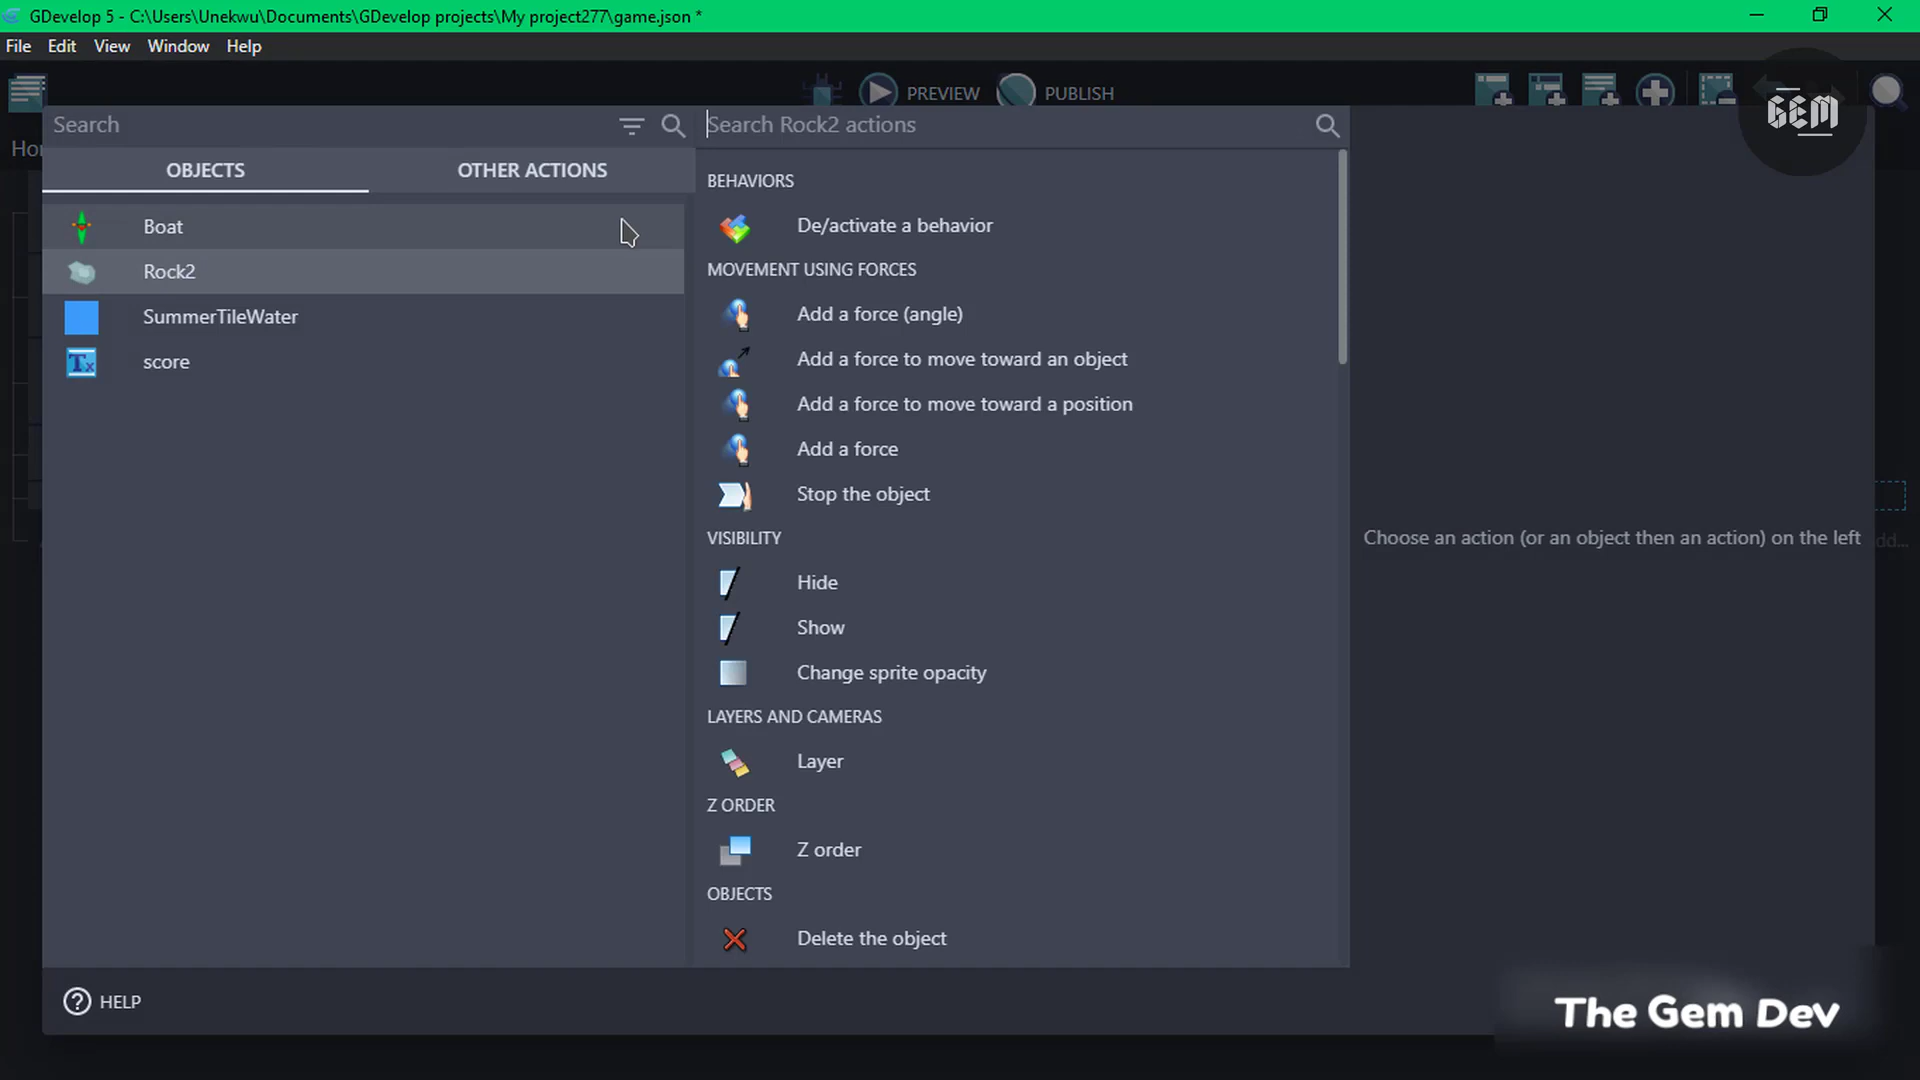 GDevelop 5 - C:\Users\Unekwu\Documents\GDevelop projects\My project277\game.json *
File Edit View Window Help
PREVIEW PUBLISH
GEM
Search
Search Rock2 actions
OBJECTS OTHER ACTIONS
Boat
Rock2
SummerTileWater
Tx score
BEHAVIORS
De/activate a behavior
MOVEMENT USING FORCES
Add a force (angle)
Add a force to move toward an object
Add a force to move toward a position
Add a force
Stop the object
VISIBILITY
Hide
Show
Change sprite opacity
LAYERS AND CAMERAS
Layer
Z ORDER
Z order
OBJECTS
Delete the object
Choose an action (or an object then an action) on the left
HELP
The Gem Dev